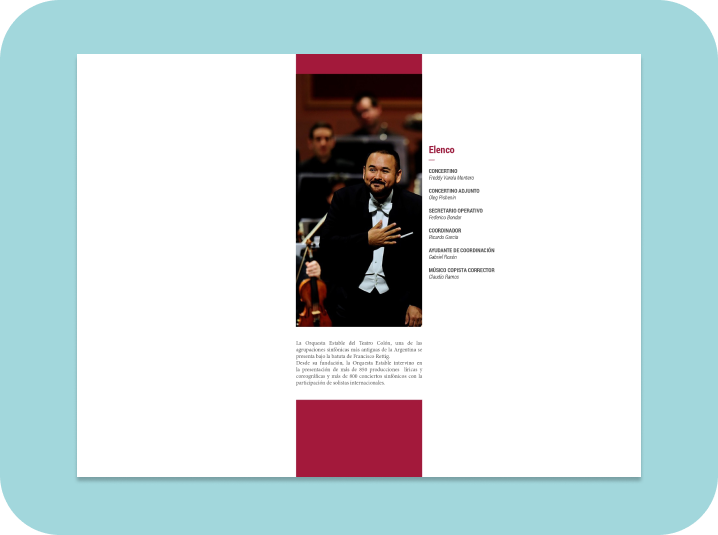 Elenco
CONCERTINO
Freddy Varela Montero
CONCERTINO ADJUNTO
Oleg Pishenin
SECRETARIO OPERATIVO
Federico Dondre
COORDINADOR
Ricardo García
AYUDANTE DE COORDINACIÓN
Gabriel
MÚSICO COPISTA CORRECTOR
Claudio Ramos
La Orquesta Estable del Teatro Colón, una de las
agrupaciones sinfónicas más antiguas de la Argentina se
presenta bajo la batuta de Francisco Rettig.
Desde su fundación, la Orquesta Estable intervino en
la presentación de más de 850 producciones líricas y
coreográficas y más de 800 conciertos sinfónicos con la
participación de solistas internacionales.